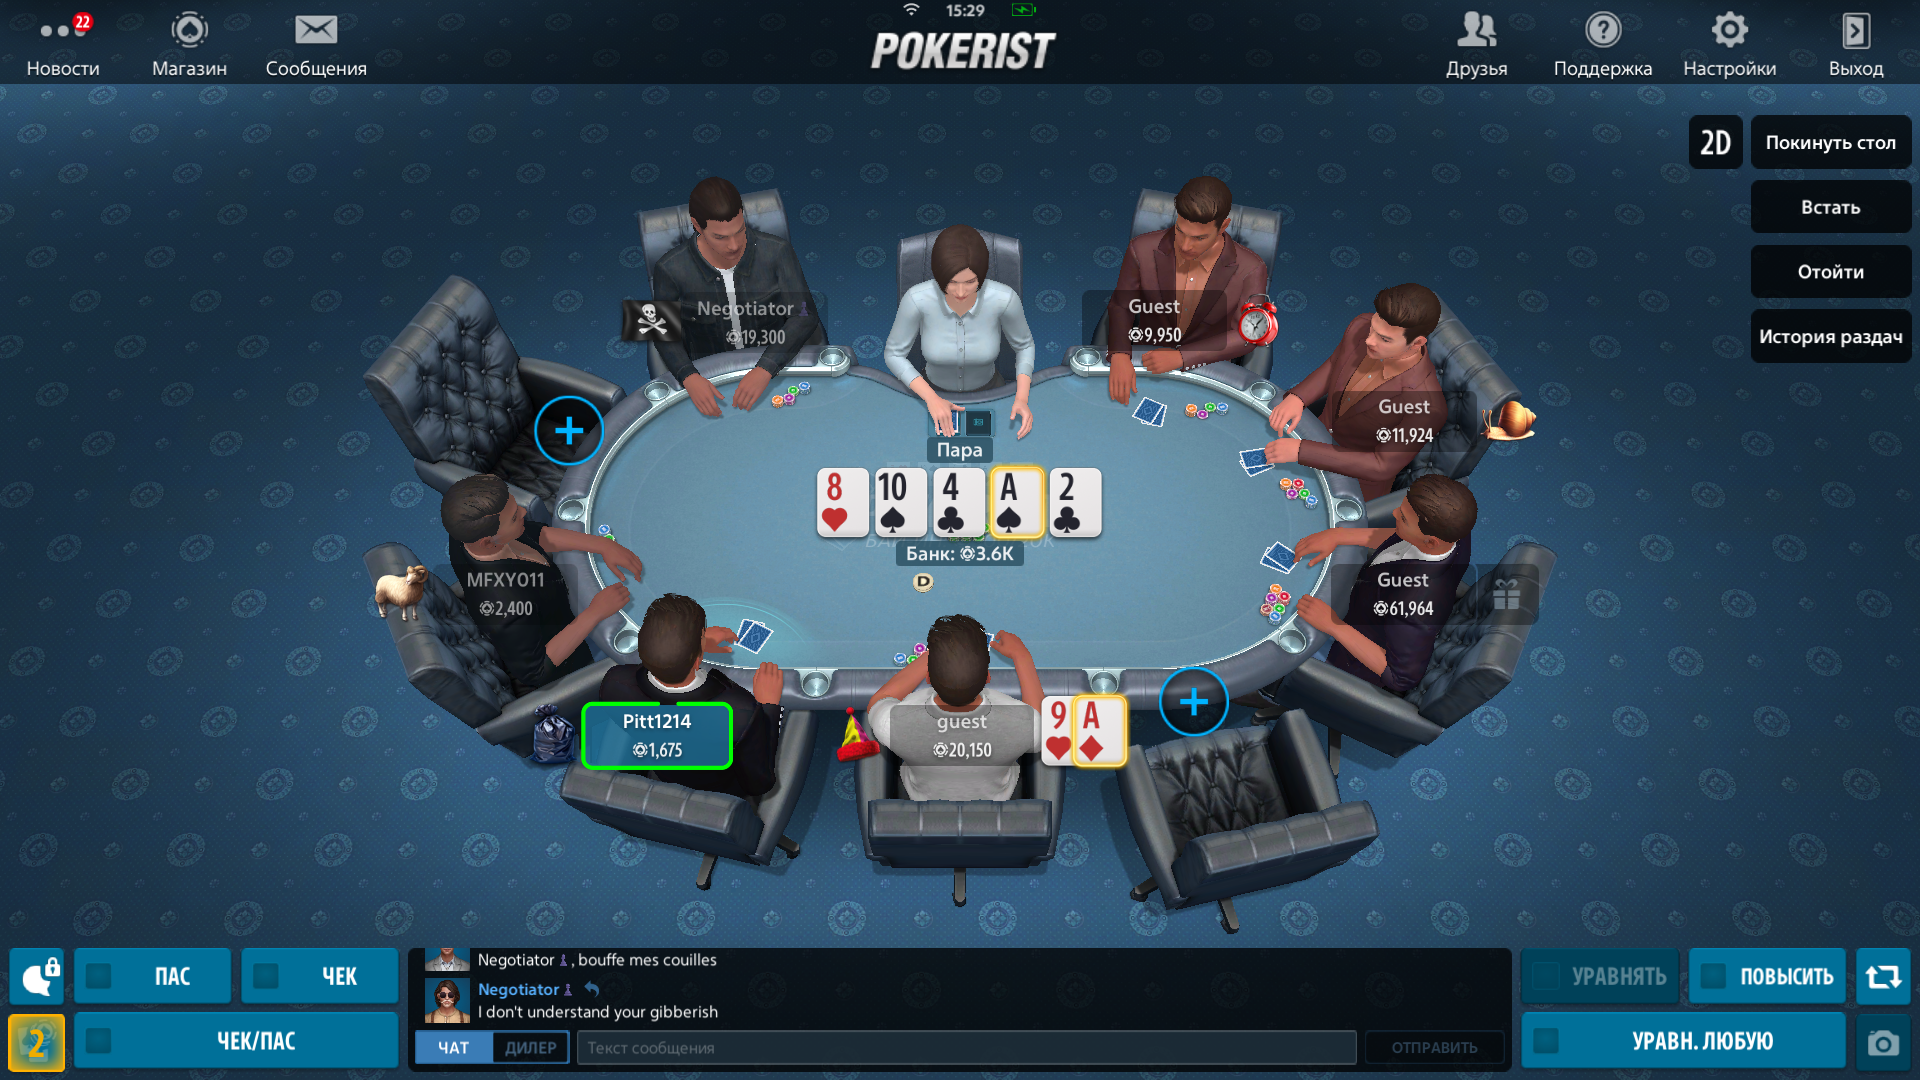 22
Новости
Магазин
Сообщения
15:29
POKERIST
Друзья
Поддержка
Настройки
Выход
2D
Покинуть стол
Встать
Отойти
История раздач
Negotiator
19,300
Guest
9,950
Guest
11,924
Пара
8
10
4
A
2
Банк: 3.6K
D
MFXYO11
2,400
Guest
61,964
Pitt1214
1,675
guest
20,150
9
A
ПАС
ЧЕК
2
ЧЕК/ПАС
Negotiator , bouffe mes couilles
Negotiator
I don't understand your gibberish
ЧАТ
ДИЛЕР
Текст сообщения
ОТПРАВИТЬ
УРАВНЯТЬ
ПОВЫСИТЬ
УРАВН. ЛЮБУЮ